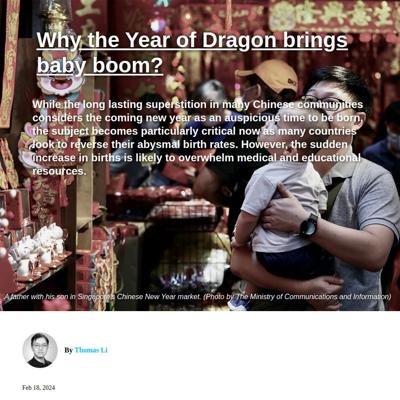 Why the Year of Dragon brings
baby boom?
While the long lasting superstition in many Chinese communities
considers the coming new year as an auspicious time to be born,
the subject becomes particularly critical now as many countries
look to reverse their abysmal birth rates. However, the sudden
increase in births is likely to overwhelm medical and educational
resources.
A father with his son in Singapore's Chinese New Year market. (Photo by The Ministry of Communications and Information)
By Thomas Li
Feb 18, 2024